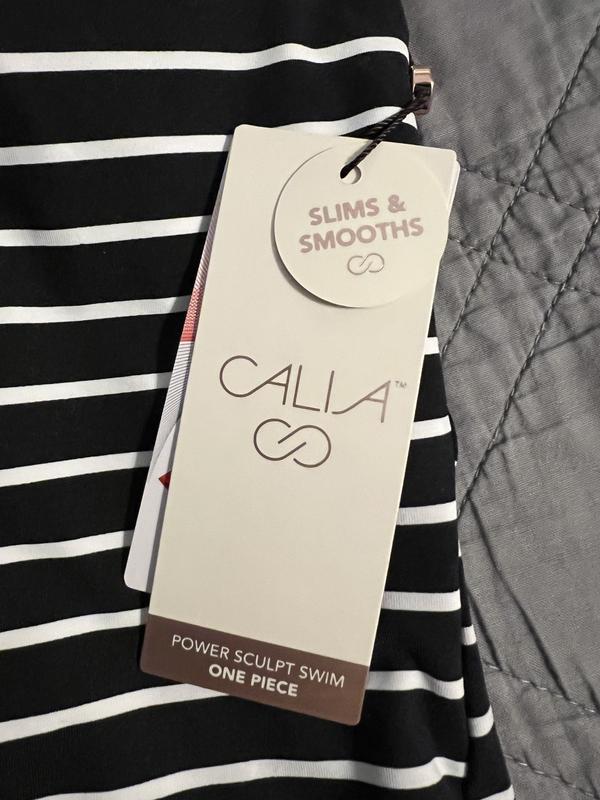 SLIMS &
SMOOTHS
CALIA™
POWER SCULPT SWIM
ONE PIECE